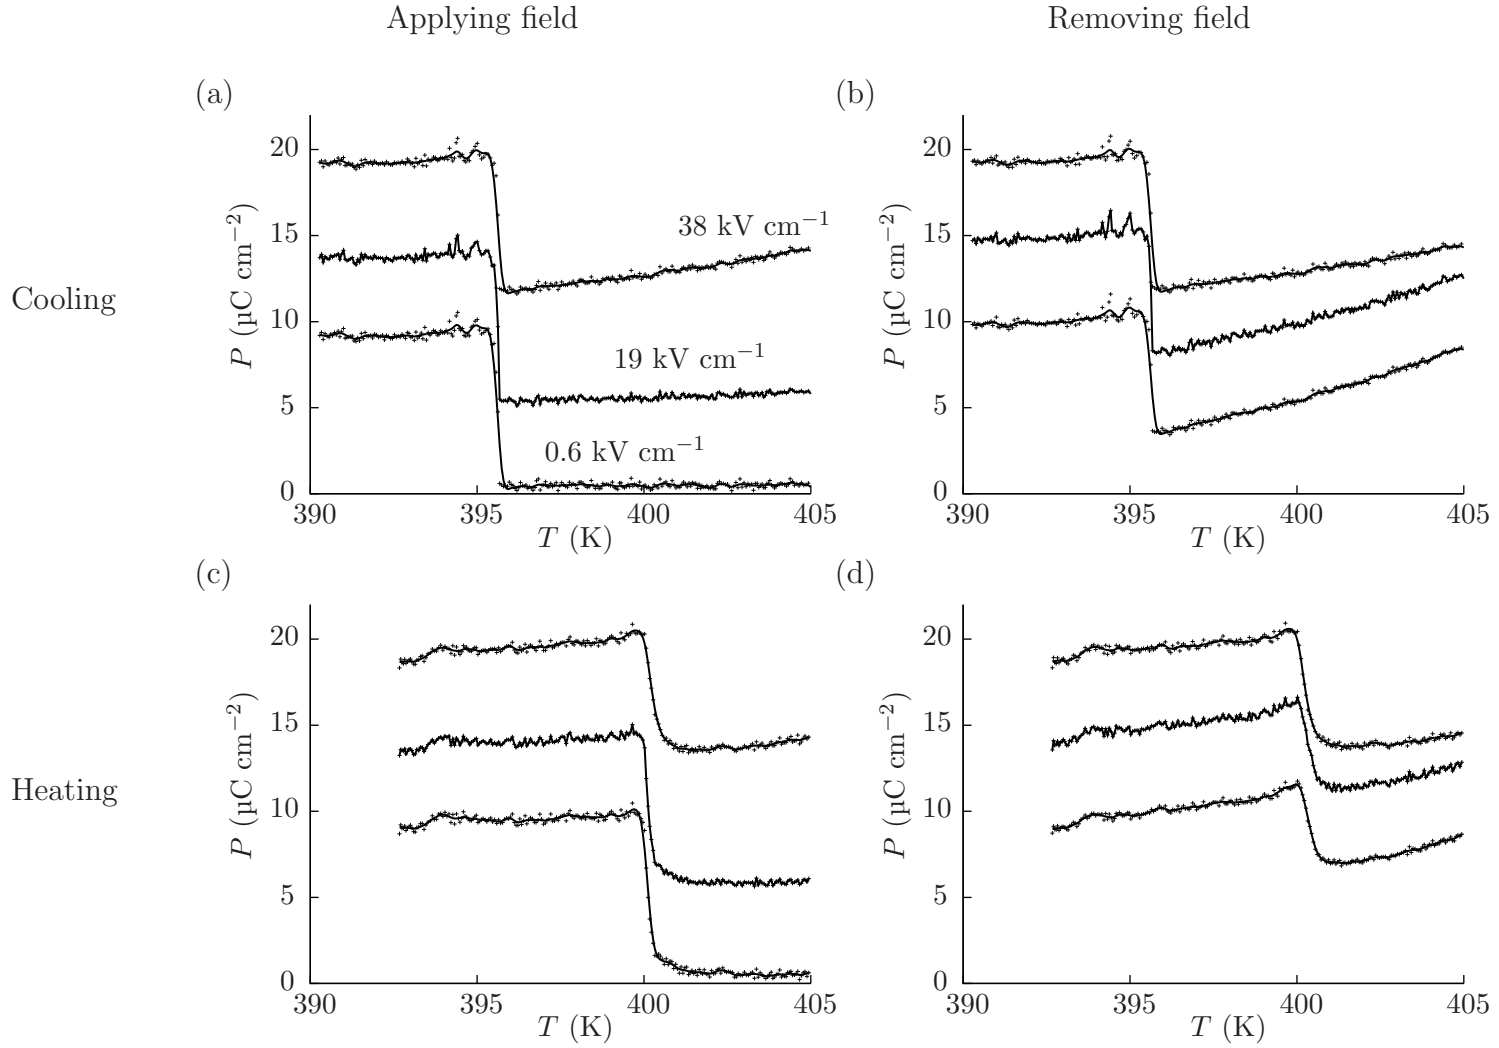 Applying field
Removing field
(a)
(b)
Cooling
P (µC cm−2)
20
15
10
5
0
38 kV cm−1
19 kV cm−1
0.6 kV cm−1
390 395 400 405
T (K)
P (µC cm−2)
20
15
10
5
0
390 395 400 405
T (K)
(c)
(d)
Heating
P (µC cm−2)
20
15
10
5
0
390 395 400 405
T (K)
P (µC cm−2)
20
15
10
5
0
390 395 400 405
T (K)